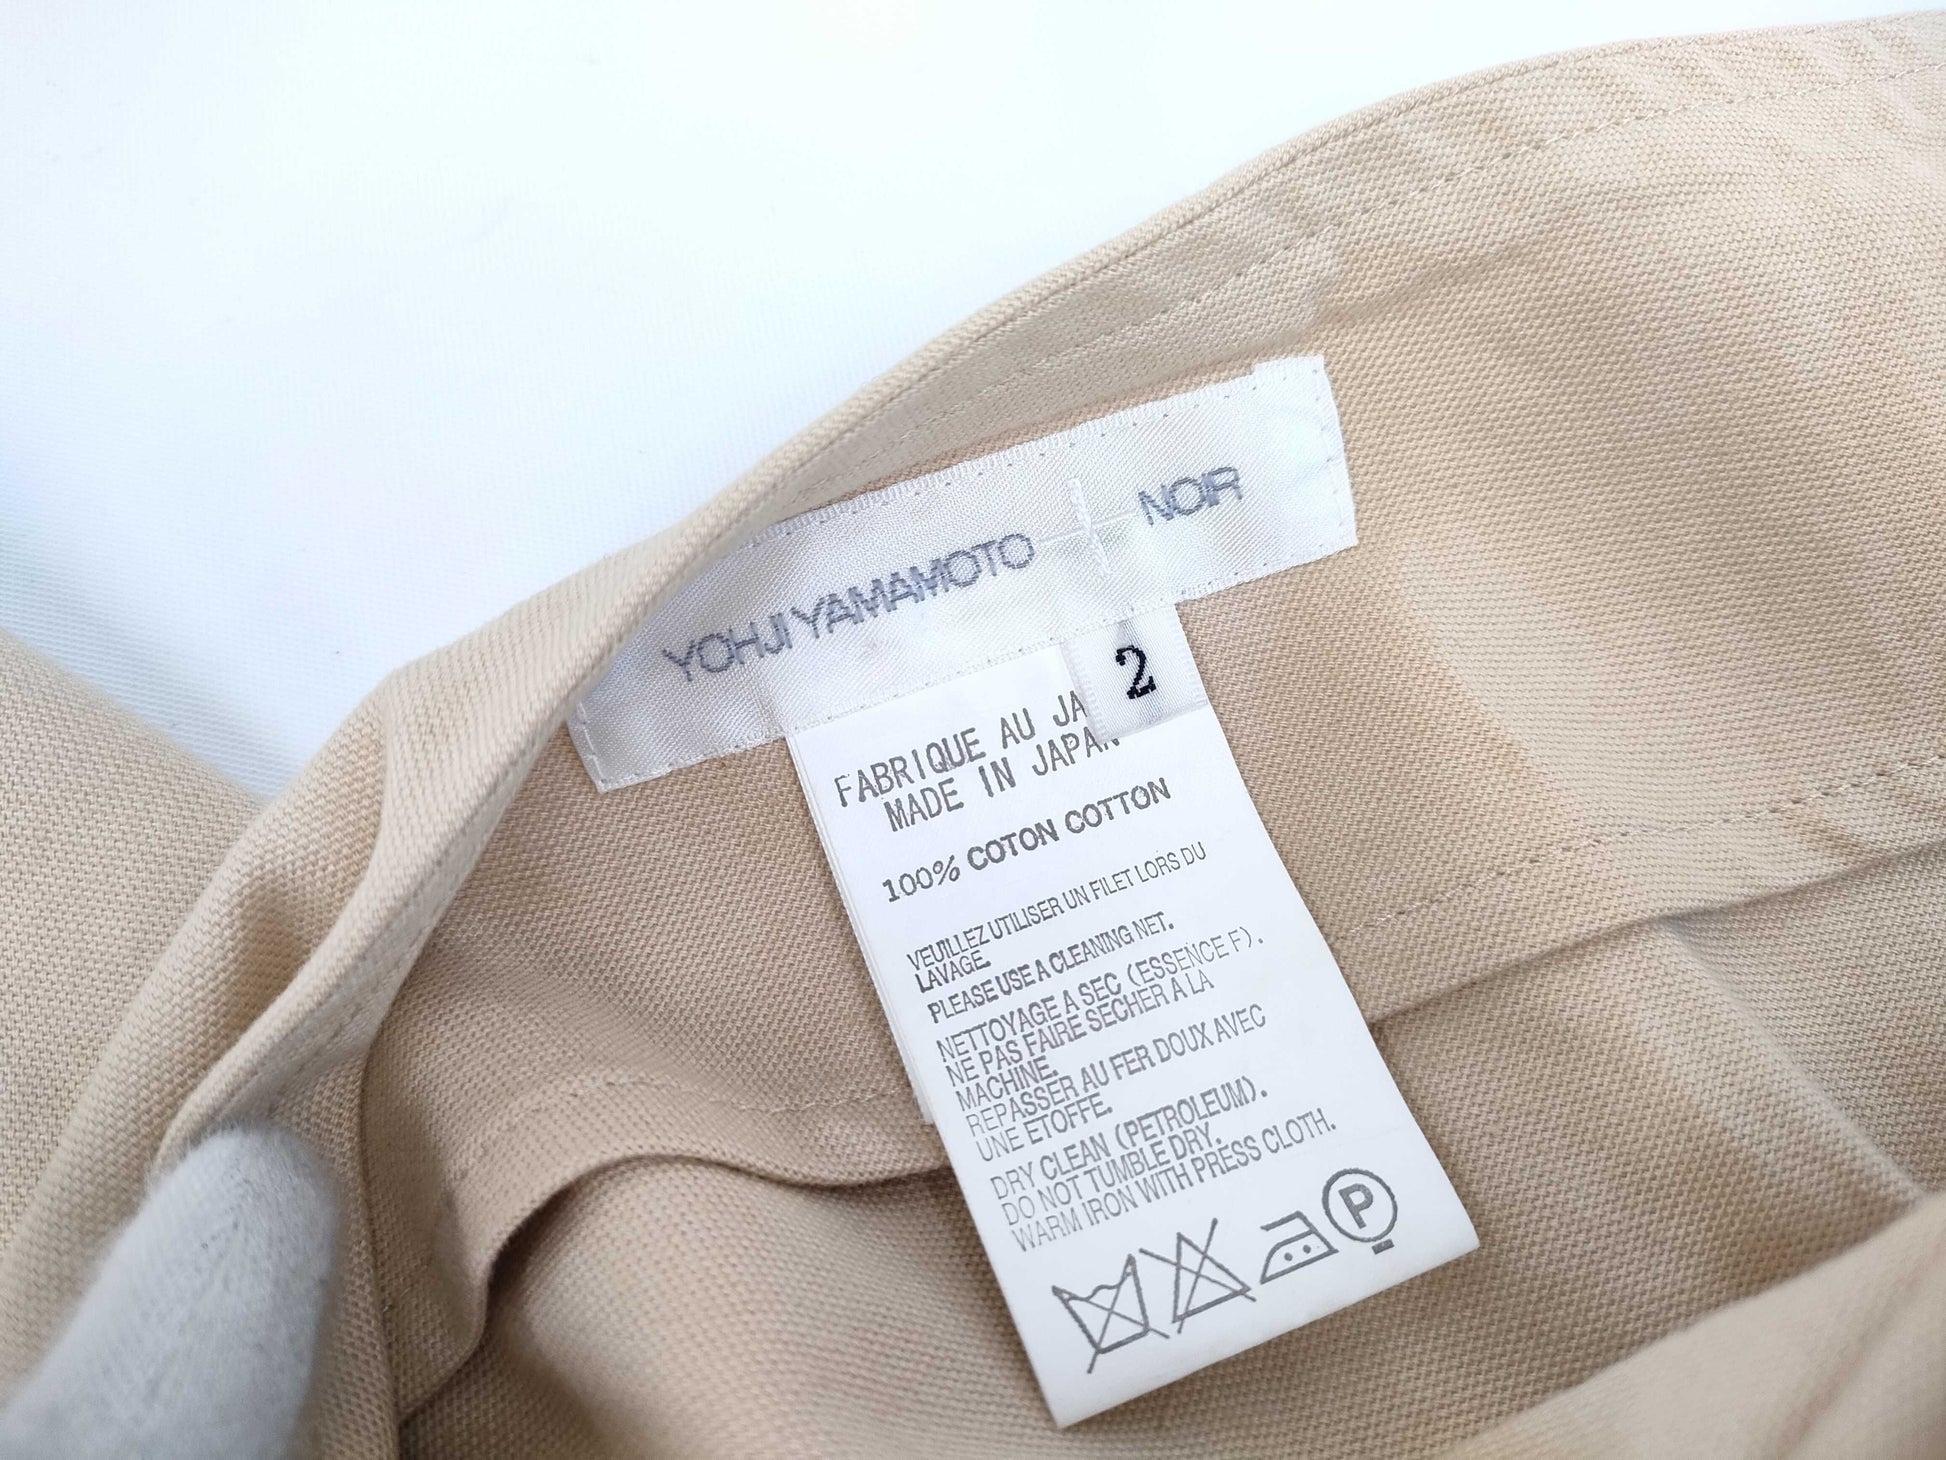 YOHJI YAMAMOTO NOIR
2
FABRIQUE AU JA
MADE IN JAPAN
100% COTON COTTON
VEUILLEZ UTILISER UN FILET LORS DU
LAVAGE.
PLEASE USE A CLEANING NET.
NETTOYAGE A SEC (ESSENCE F).
NE PAS FAIRE SECHER A LA
MACHINE.
REPASSER AU FER DOUX AVEC
UNE ETOFFE.
DRY CLEAN (PETROLEUM).
DO NOT TUMBLE DRY.
WARM IRON WITH PRESS CLOTH.
P